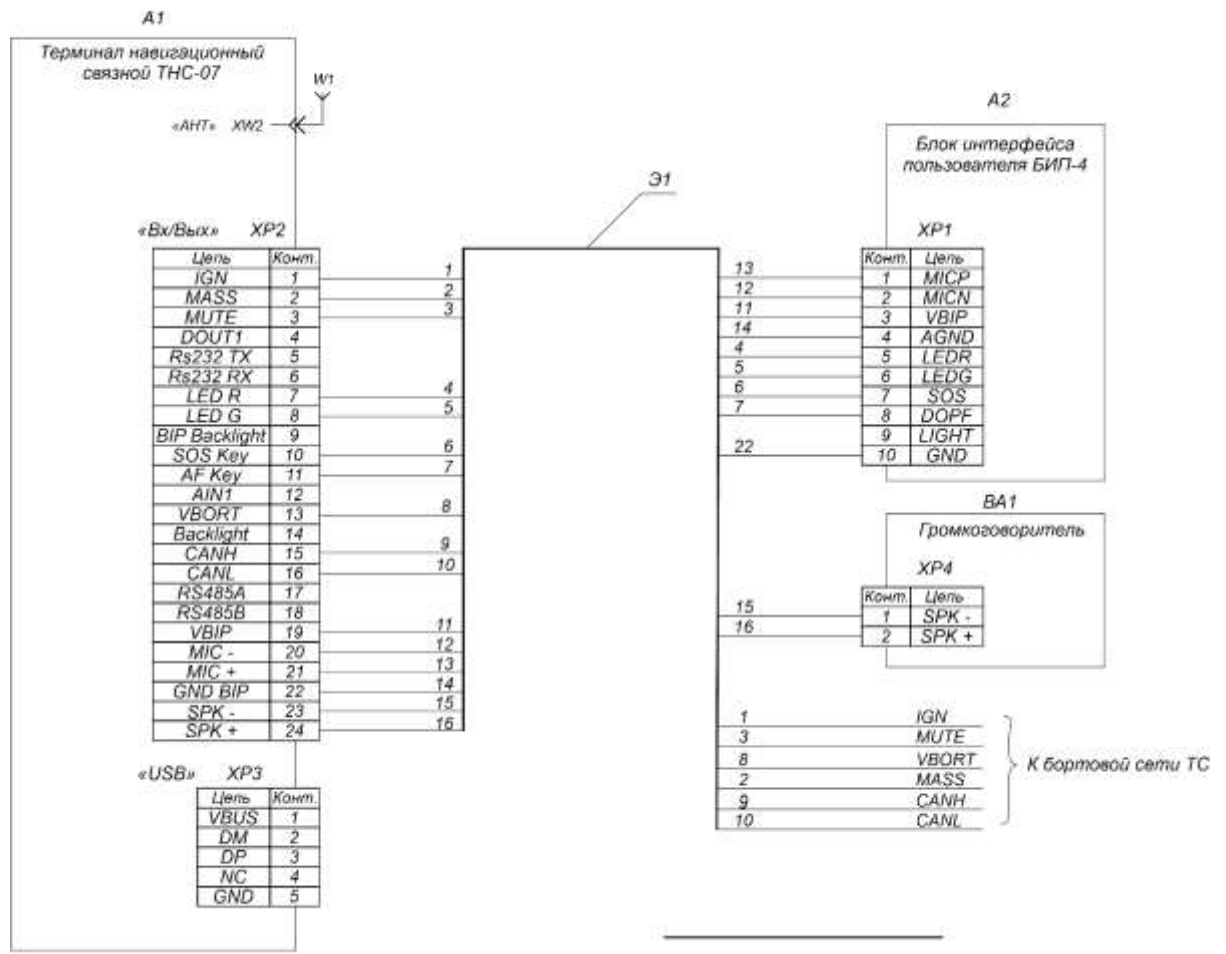 А1
Терминал навигационный
связной ТНС-07
W1
«АНТ» XW2
«Вх/Вых» XP2
Цепь Конт.
IGN 1
MASS 2
MUTE 3
DOUT1 4
Rs232 TX 5
Rs232 RX 6
LED R 7
LED G 8
BIP Backlight 9
SOS Key 10
AF Key 11
AIN1 12
VBORT 13
Backlight 14
CANH 15
CANL 16
RS485A 17
RS485B 18
VBIP 19
MIC - 20
MIC + 21
GND BIP 22
SPK - 23
SPK + 24
1
2
3
4
5
6
7
8
9
10
11
12
13
14
15
16
«USB» XP3
Цепь Конт.
VBUS 1
DM 2
DP 3
NC 4
GND 5
Э1
А2
Блок интерфейса
пользователя БИП-4
XP1
Конт. Цепь
13 1 MICP
12 2 MICN
11 3 VBIP
14 4 AGND
4 5 LEDR
5 6 LEDG
6 7 SOS
7 8 DOPF
9 LIGHT
22 10 GND
BA1
Громкоговоритель
XP4
Конт. Цепь
15 1 SPK -
16 2 SPK +
1 IGN
3 MUTE
8 VBORT
2 MASS
9 CANH
10 CANL
К бортовой сети ТС